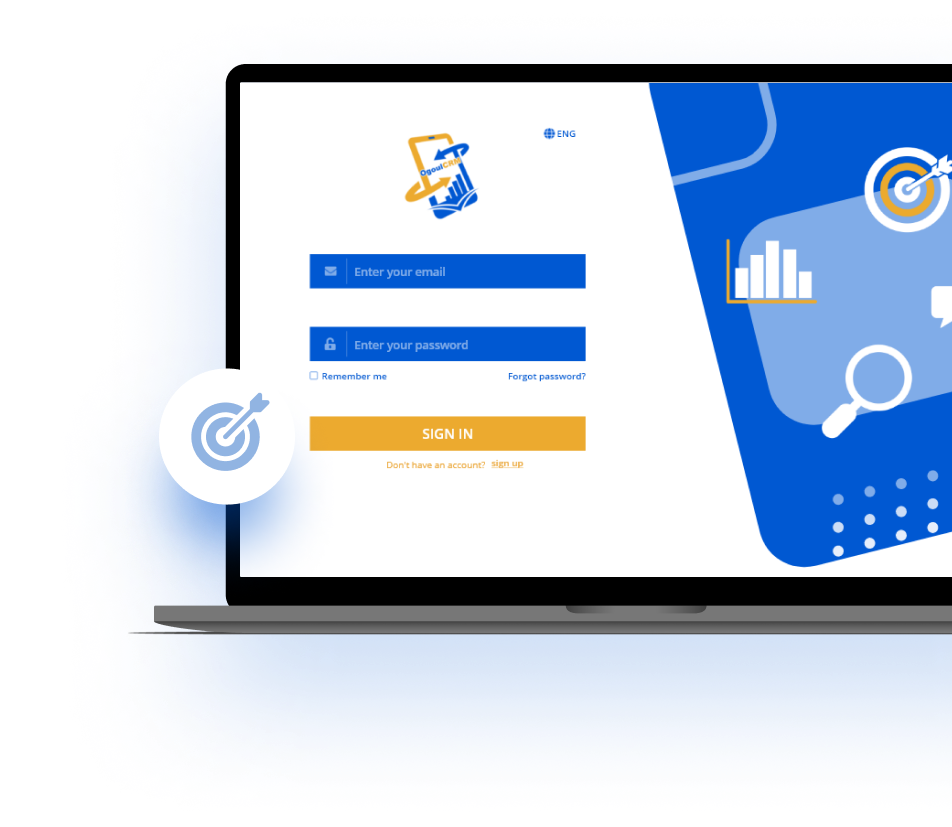 ENG
OgoulCRM
Enter your email
Enter your password
Remember me
Forgot password?
SIGN IN
Don't have an account? sign up